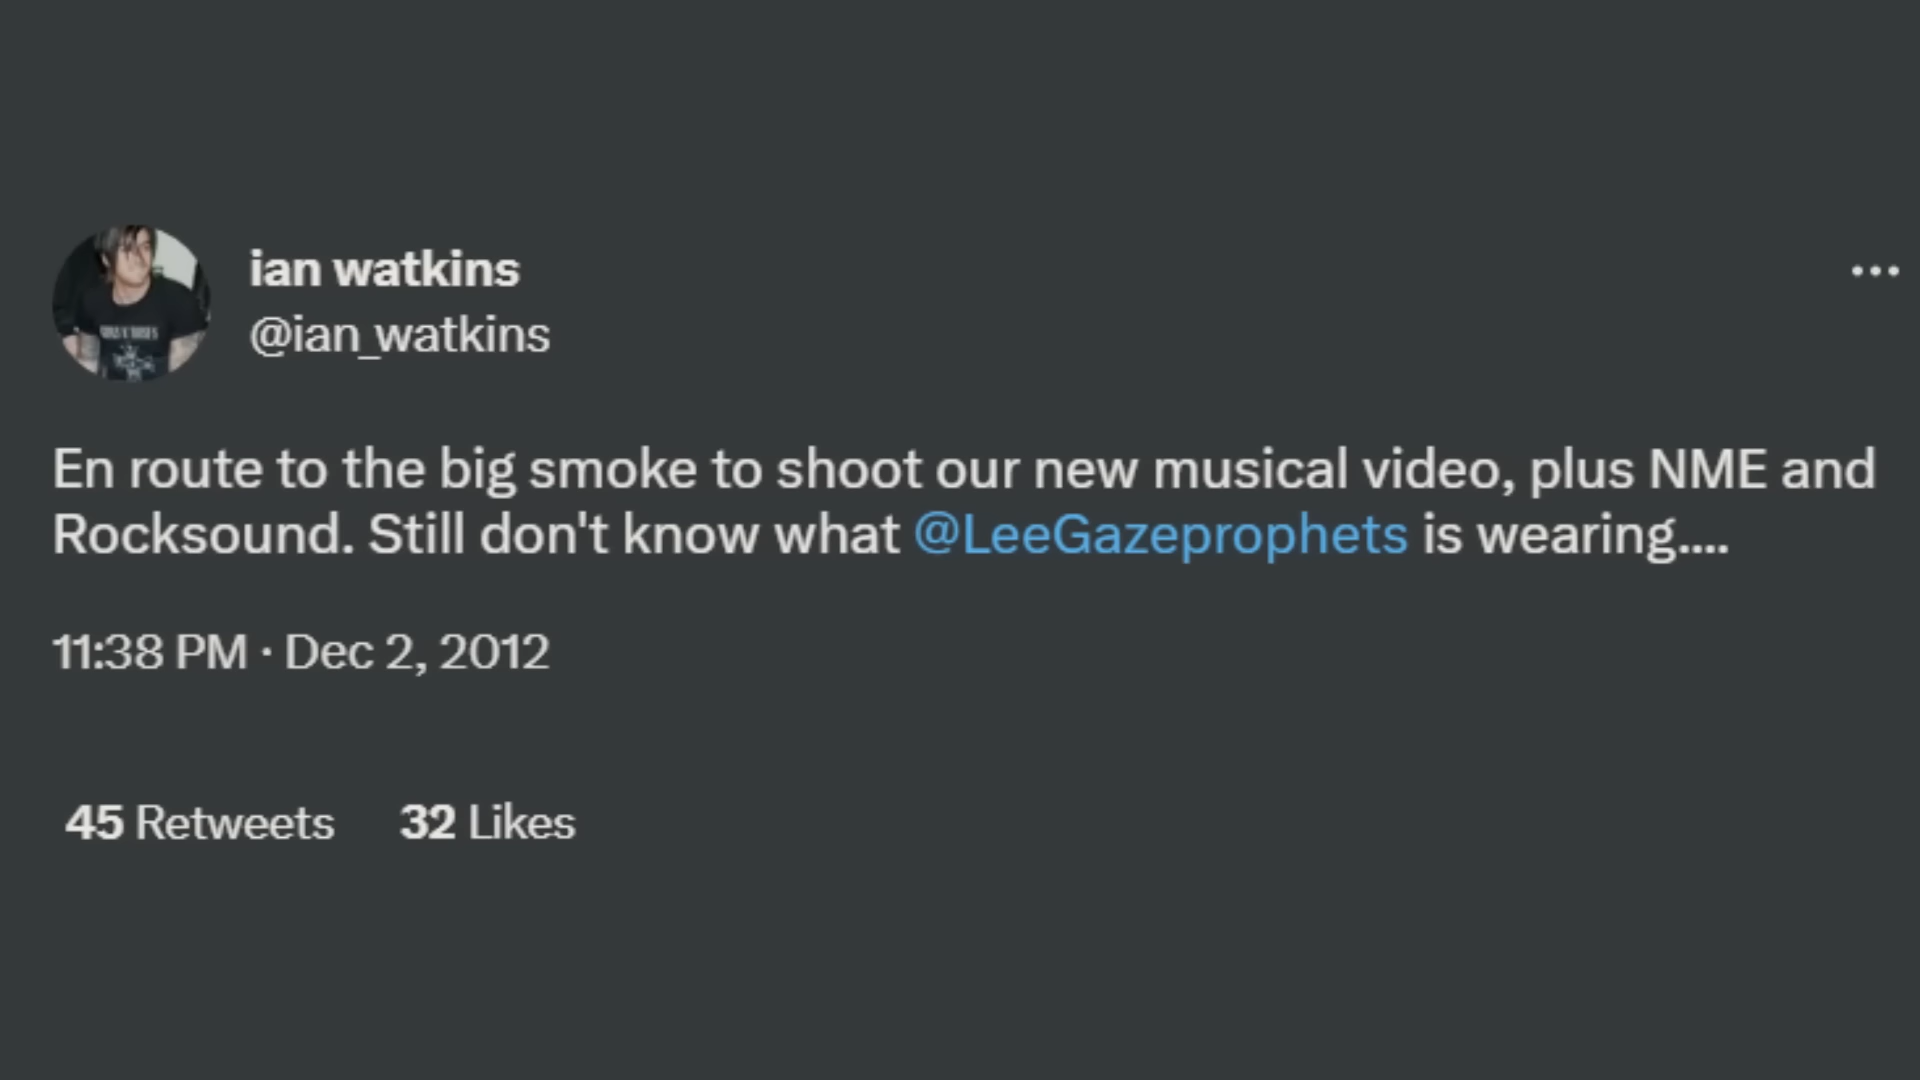 ian watkins
@ian_watkins
En route to the big smoke to shoot our new musical video, plus NME and
Rocksound. Still don't know what @LeeGazeprophets is wearing....
11:38 PM · Dec 2, 2012
45 Retweets 32 Likes